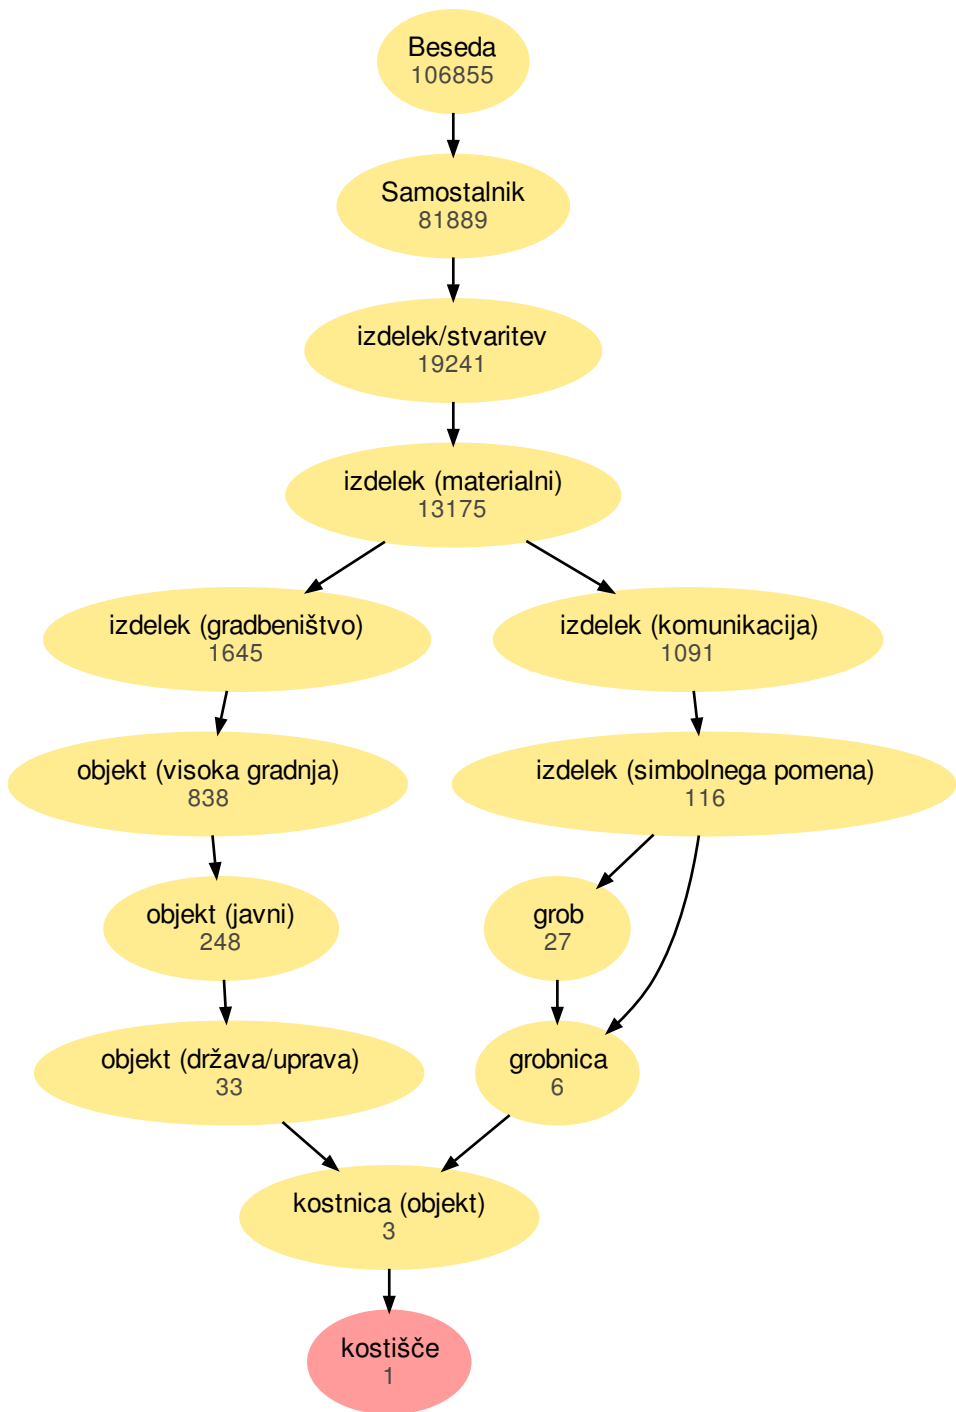 Beseda
106855
Samostalnik
81889
izdelek/stvaritev
19241
izdelek (materialni)
13175
izdelek (gradbeništvo)
1645
izdelek (komunikacija)
1091
objekt (visoka gradnja)
838
izdelek (simbolnega pomena)
116
objekt (javni)
248
grob
27
objekt (država/uprava)
33
grobnica
6
kostnica (objekt)
3
kostišče
1